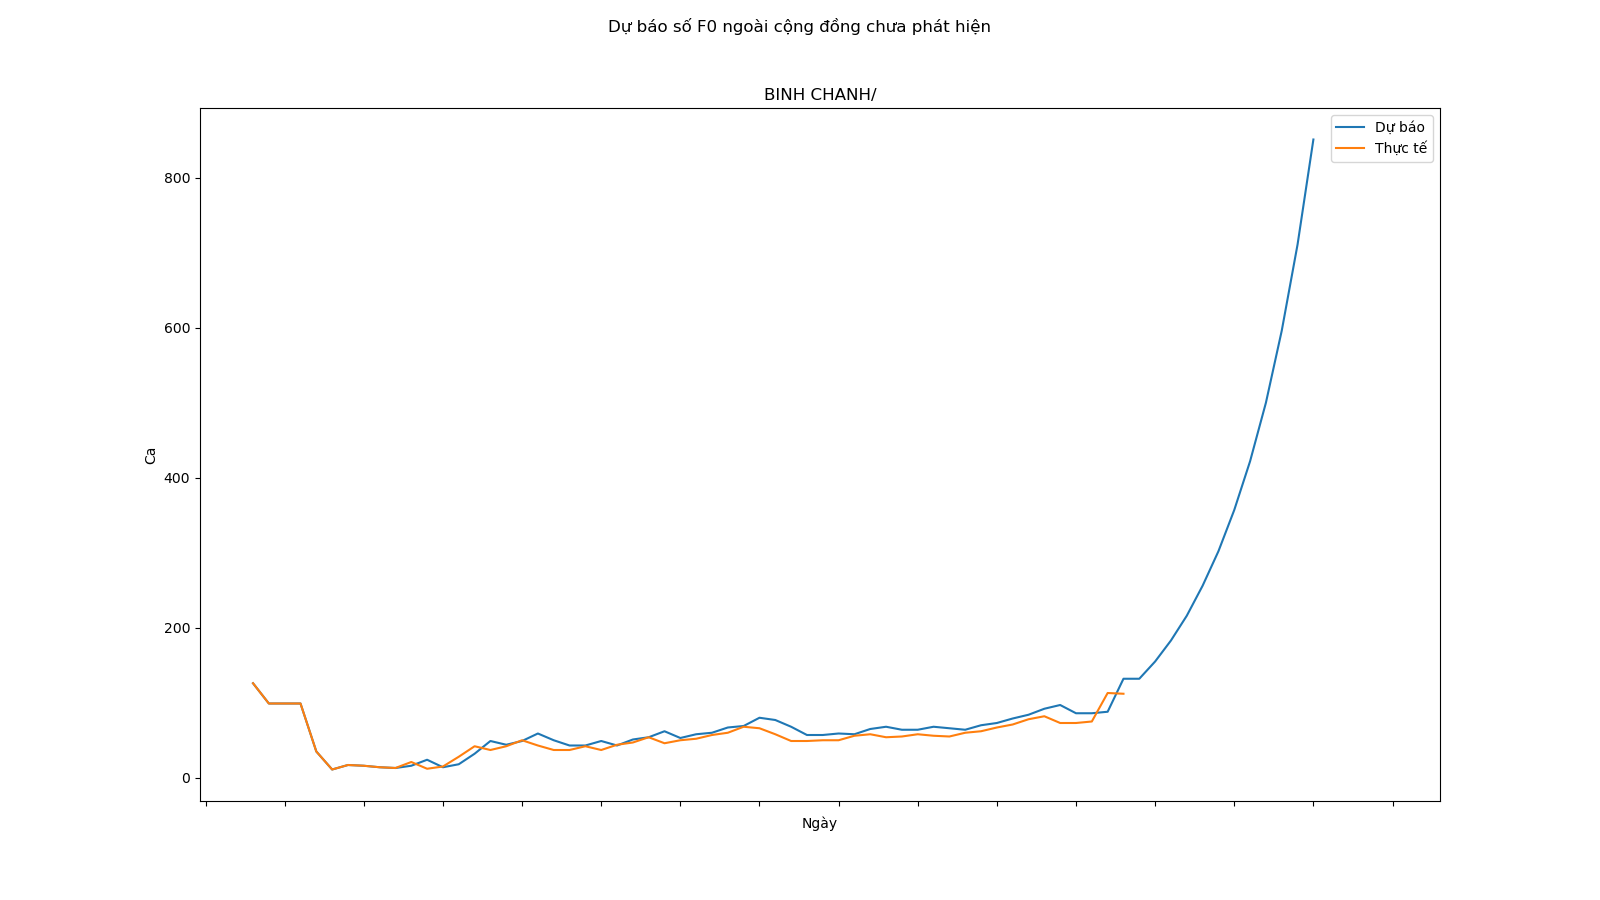 Dự báo số F0 ngoài cộng đồng chưa phát hiện
BINH CHANH/
Dự báo
Thực tế
800
600
400
200
0
Ca
Ngày